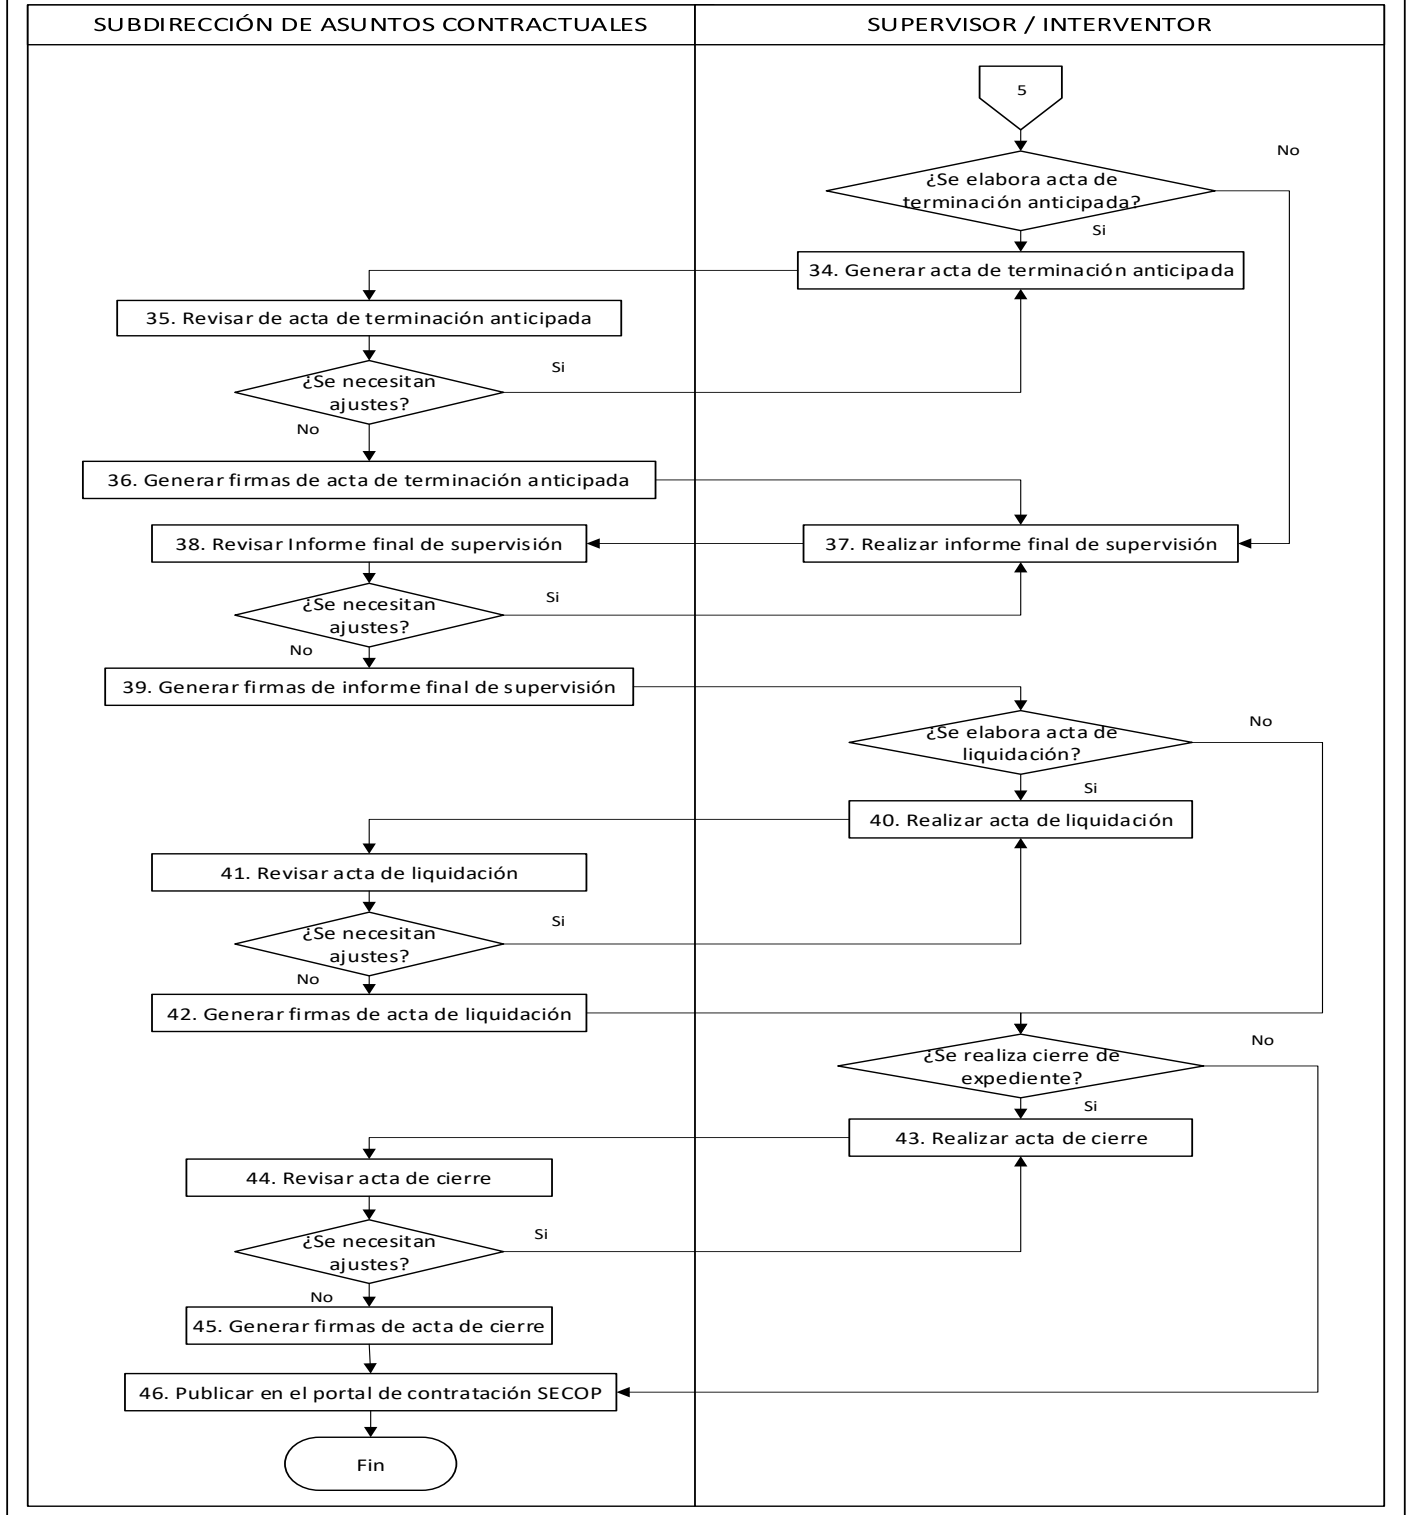 SUBDIRECCIÓN DE ASUNTOS CONTRACTUALES
SUPERVISOR / INTERVENTOR
5
No
¿Se elabora acta de
terminación anticipada?
Si
34. Generar acta de terminación anticipada
35. Revisar de acta de terminación anticipada
¿Se necesitan
ajustes?
Si
No
36. Generar firmas de acta de terminación anticipada
38. Revisar Informe final de supervisión
37. Realizar informe final de supervisión
¿Se necesitan
ajustes?
Si
No
39. Generar firmas de informe final de supervisión
¿Se elabora acta de
liquidación?
No
Si
40. Realizar acta de liquidación
41. Revisar acta de liquidación
¿Se necesitan
ajustes?
Si
No
42. Generar firmas de acta de liquidación
¿Se realiza cierre de
expediente?
No
Si
43. Realizar acta de cierre
44. Revisar acta de cierre
¿Se necesitan
ajustes?
Si
No
45. Generar firmas de acta de cierre
46. Publicar en el portal de contratación SECOP
Fin